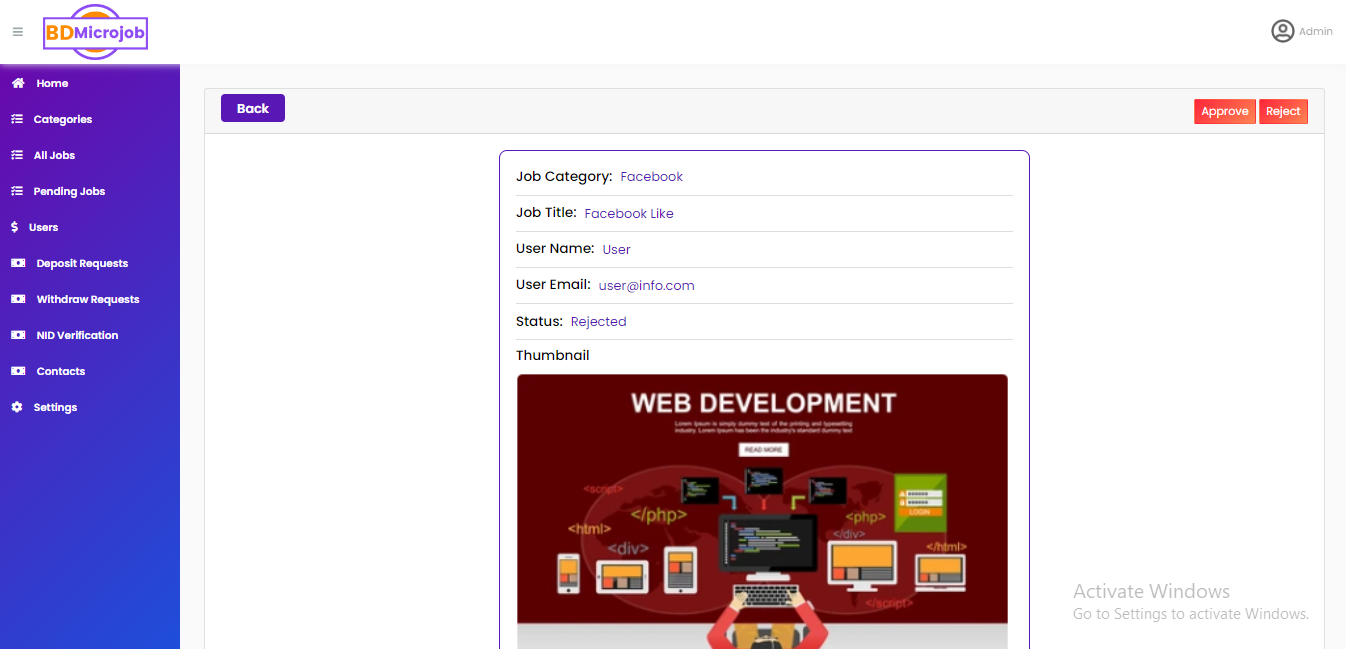 BDMicrojob
Admin
Home
Categories
All Jobs
Pending Jobs
Users
Deposit Requests
Withdraw Requests
NID Verification
Contacts
Settings
Back
Approve
Reject
Job Category: Facebook
Job Title: Facebook Like
User Name: User
User Email: user@info.com
Status: Rejected
Thumbnail
WEB DEVELOPMENT
Lorem Ipsum is simply dummy text of the printing and typesetting
industry. Lorem Ipsum has been the industry's standard dummy text
READ MORE
<script>
</php>
<html>
<div>
<php>
</div>
</html>
</script>
LOGIN
Activate Windows
Go to Settings to activate Windows.